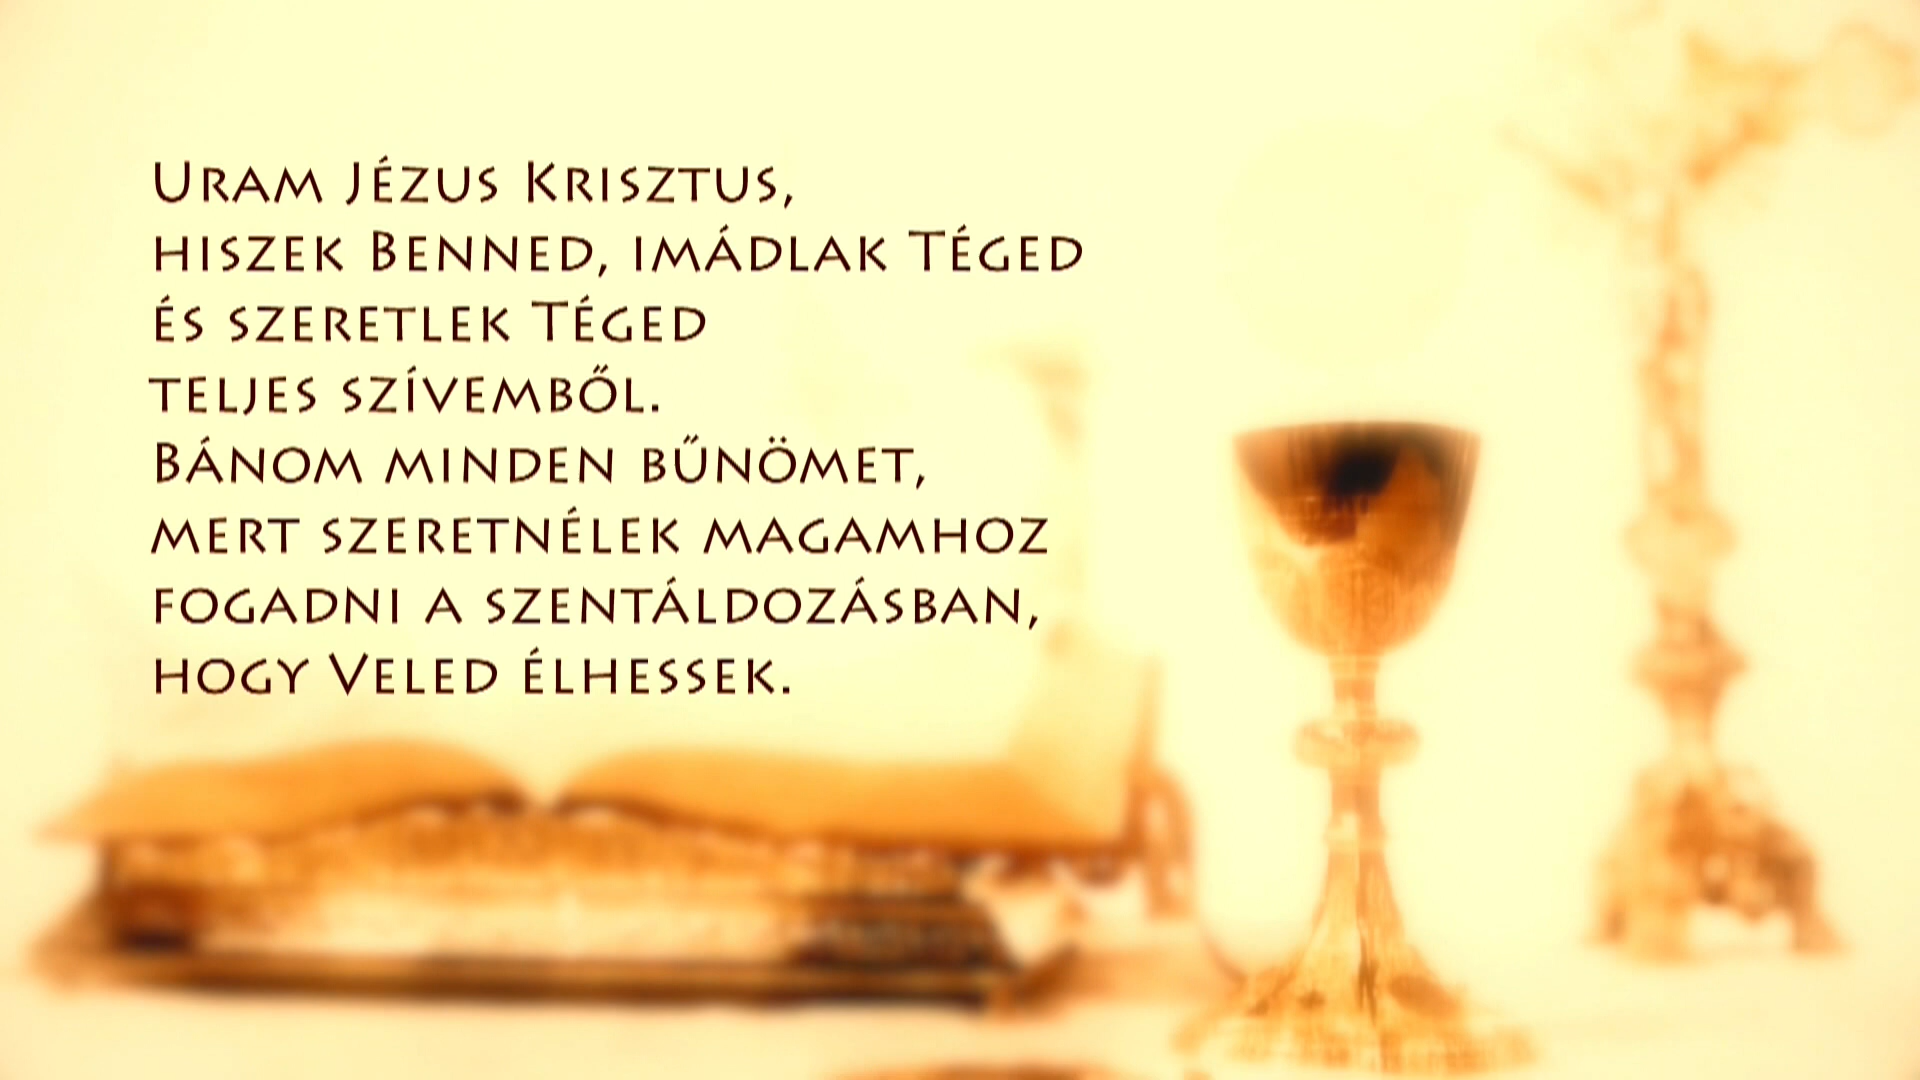 Uram Jézus Krisztus,
hiszek Benned, imádlak Téged
és szeretlek Téged
teljes szívemből.
Bánom minden bűnömet,
mert szeretnélek magamhoz
fogadni a szentáldozásban,
hogy Veled élhessek.